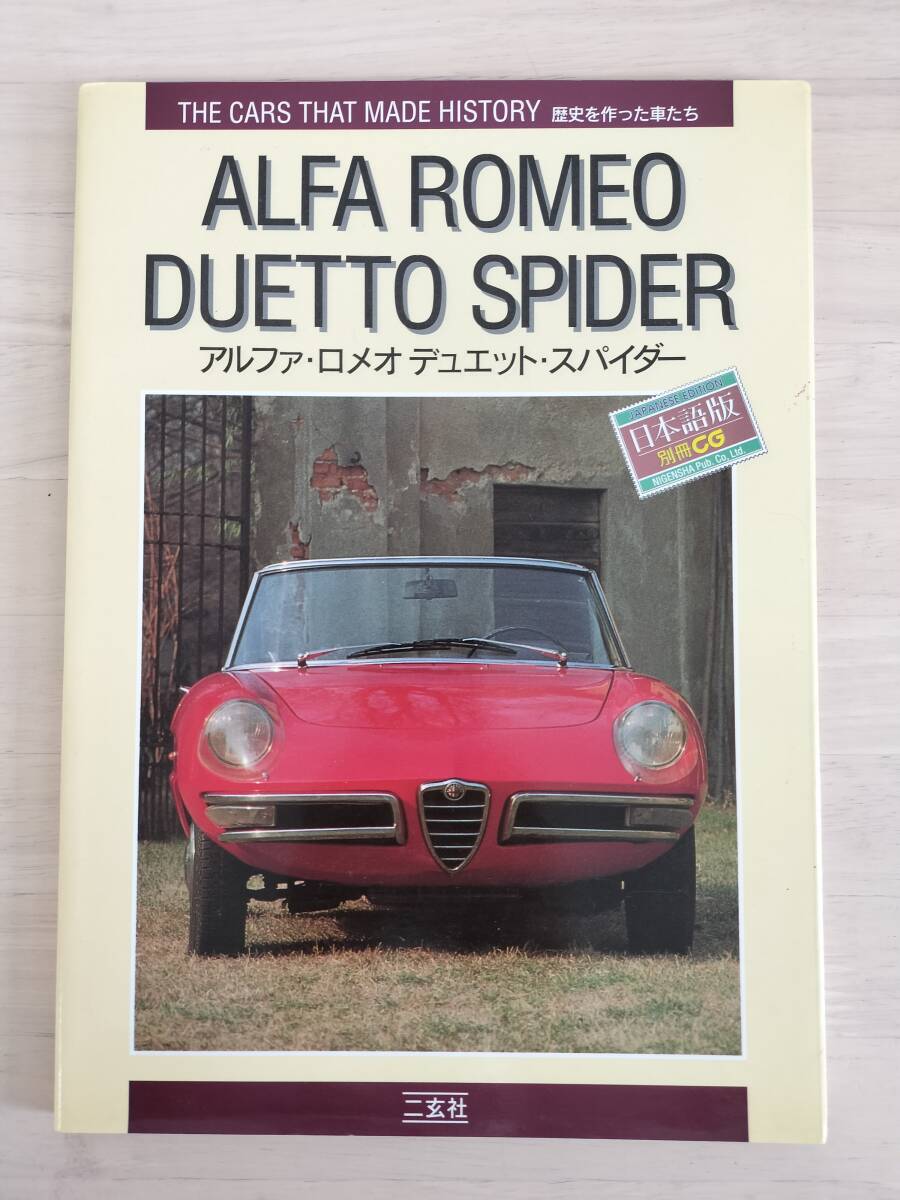 THE CARS THAT MADE HISTORY 歴史を作った車たち
ALFA ROMEO
DUETTO SPIDER
アルファ・ロメオ デュエット・スパイダー
JAPANESE EDITION
日本語版
別冊CG
NIGENSHA Pub. Co., Ltd.
二玄社